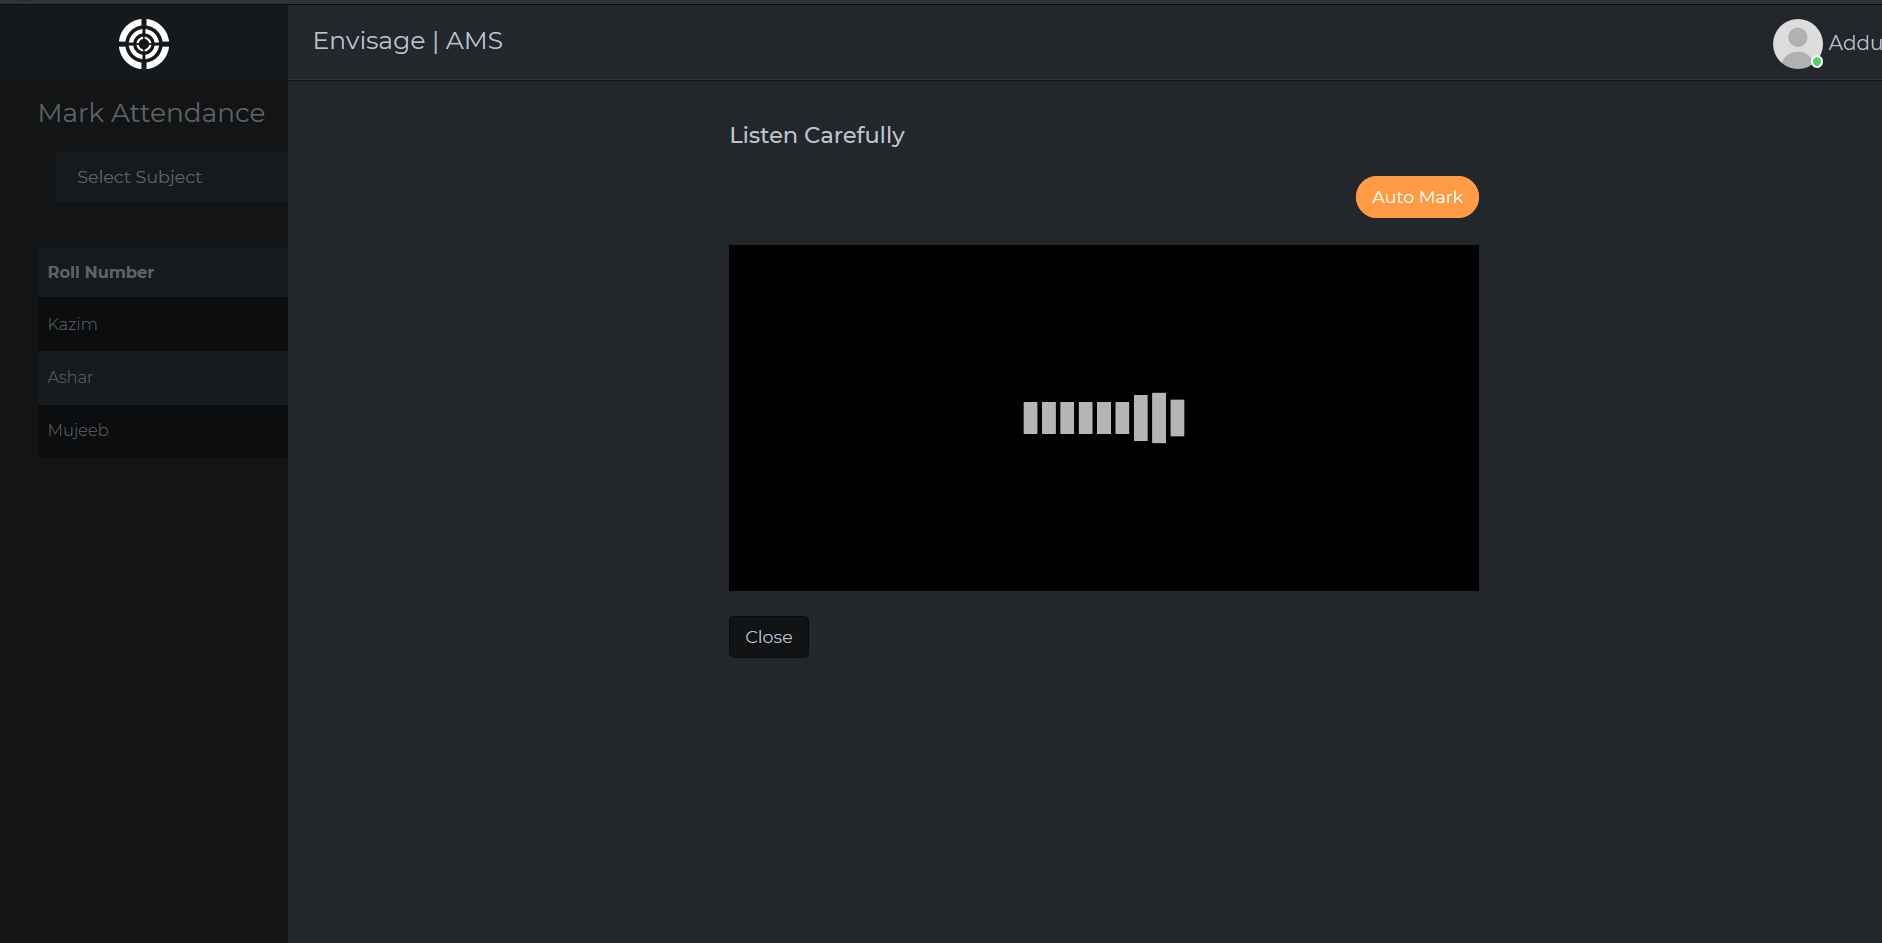 Envisage | AMS
Addu
Mark Attendance
Select Subject
Roll Number
Kazim
Ashar
Mujeeb
Listen Carefully
Auto Mark
Close